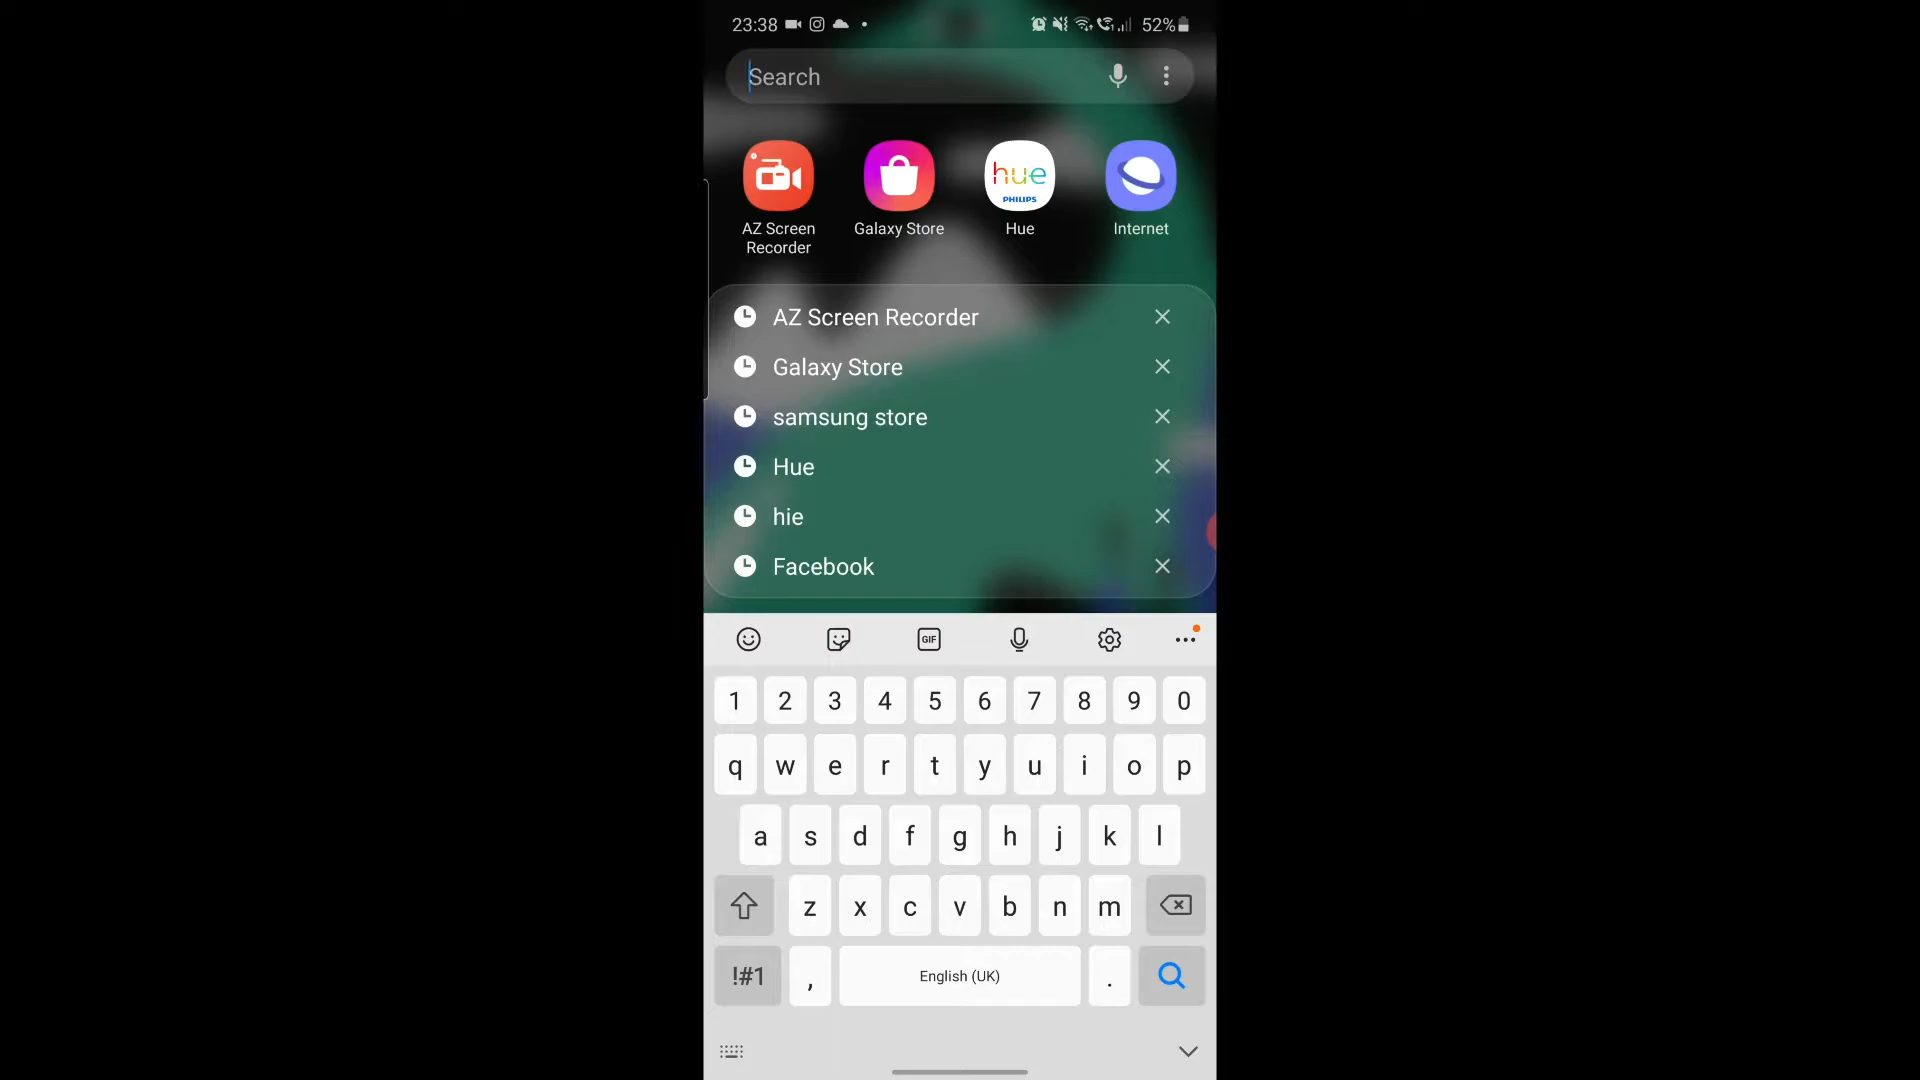 23:38
52%
Search
hue
PHILIPS
AZ Screen
Recorder
Galaxy Store
Hue
Internet
AZ Screen Recorder
Galaxy Store
samsung store
Hue
hie
Facebook
GIF
1 2 3 4 5 6 7 8 9 0
q w e r t y u i o p
a s d f g h j k l
z x c v b n m
!#1 , English (UK) .